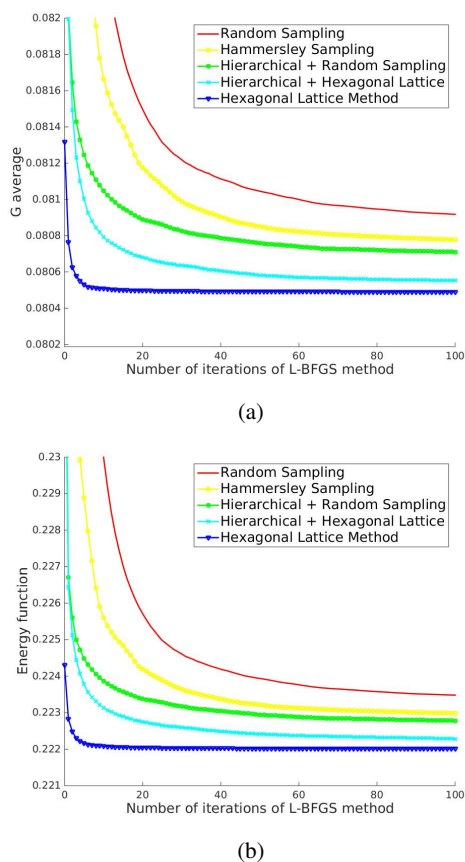 0.082
0.0818
0.0816
0.0814
0.0812
0.081
0.0808
0.0806
0.0804
0.0802
G average
Random Sampling
Hammersley Sampling
Hierarchical + Random Sampling
Hierarchical + Hexagonal Lattice
Hexagonal Lattice Method
0 20 40 60 80 100
Number of iterations of L-BFGS method
(a)
0.23
0.229
0.228
0.227
0.226
0.225
0.224
0.223
0.222
0.221
Energy function
Random Sampling
Hammersley Sampling
Hierarchical + Random Sampling
Hierarchical + Hexagonal Lattice
Hexagonal Lattice Method
0 20 40 60 80 100
Number of iterations of L-BFGS method
(b)